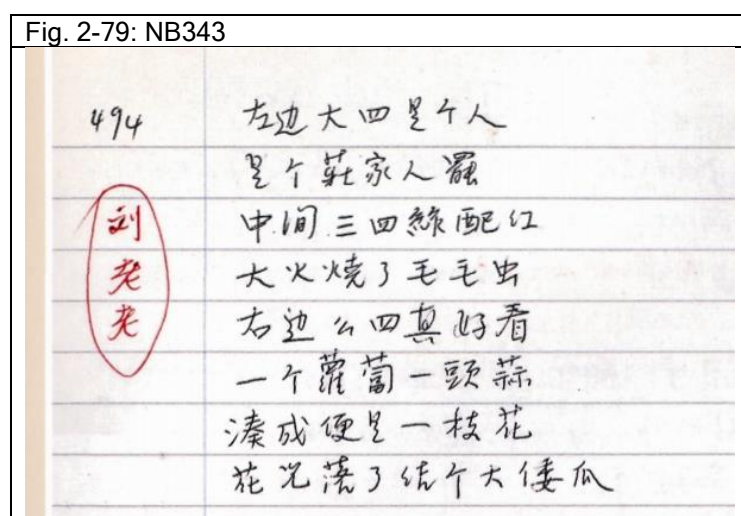 Fig. 2-79: NB343
494
刘老老
左边大四是个人
是个莊家人罷
中间三四綠配红
大火烧了毛毛虫
右边么四真好看
一个蘿蔔一頭蒜
湊成便是一枝花
花児落了结个大倭瓜